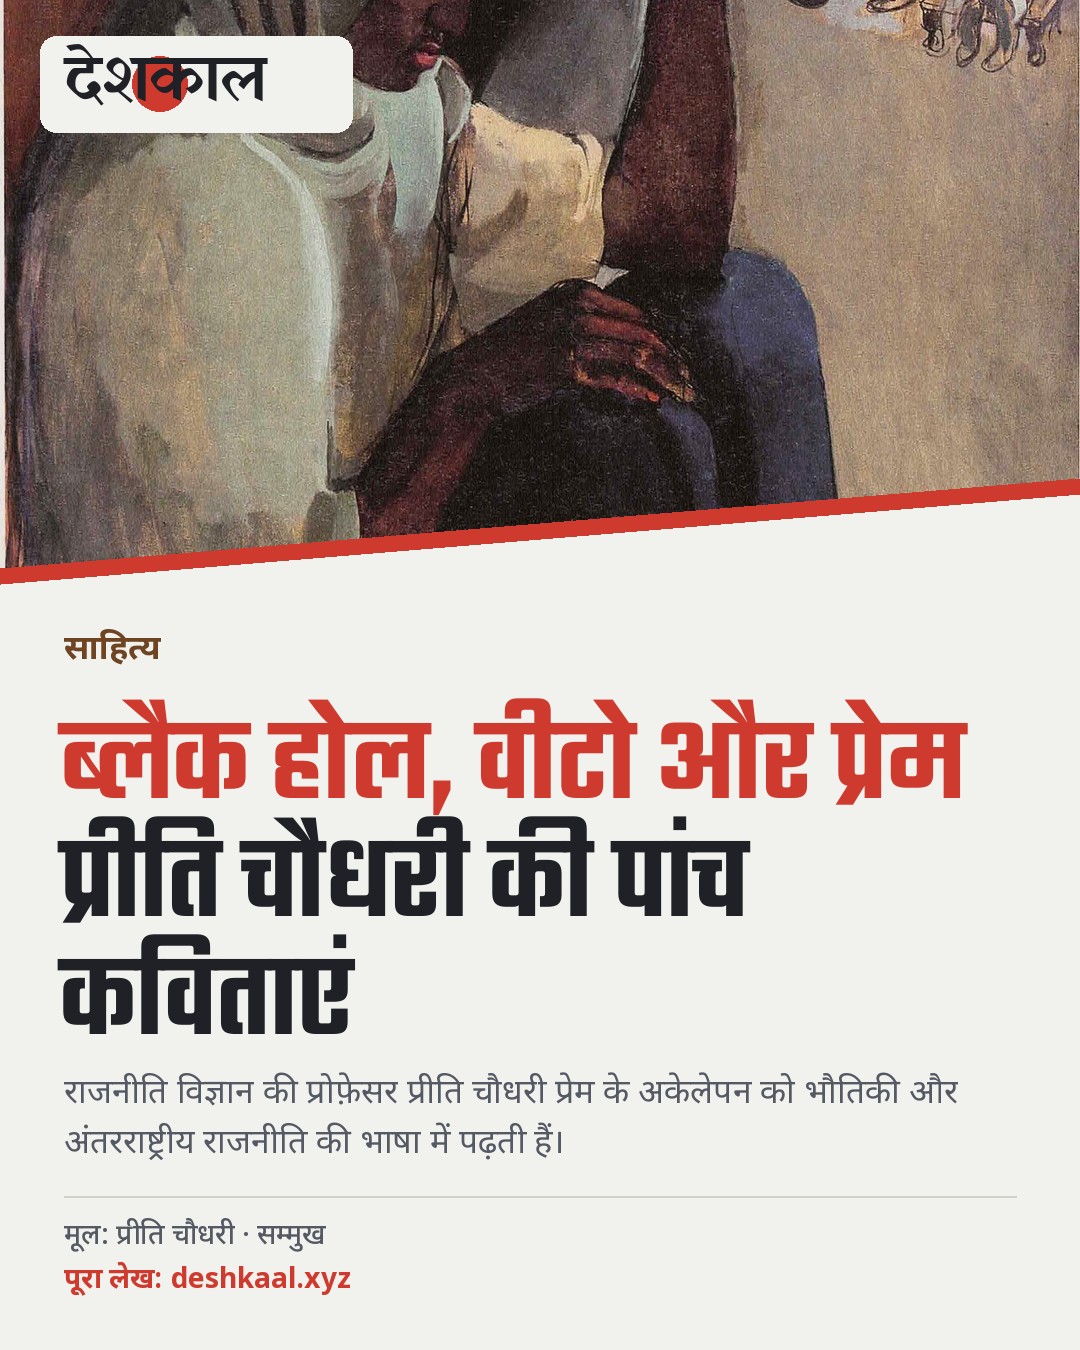 देशकाल
साहित्य
ब्लैक होल, वीटो और प्रेम
प्रीति चौधरी की पांच
कविताएं
राजनीति विज्ञान की प्रोफ़ेसर प्रीति चौधरी प्रेम के अकेलेपन को भौतिकी और
अंतरराष्ट्रीय राजनीति की भाषा में पढ़ती हैं।
मूल: प्रीति चौधरी · सम्मुख
पूरा लेख: deshkaal.xyz